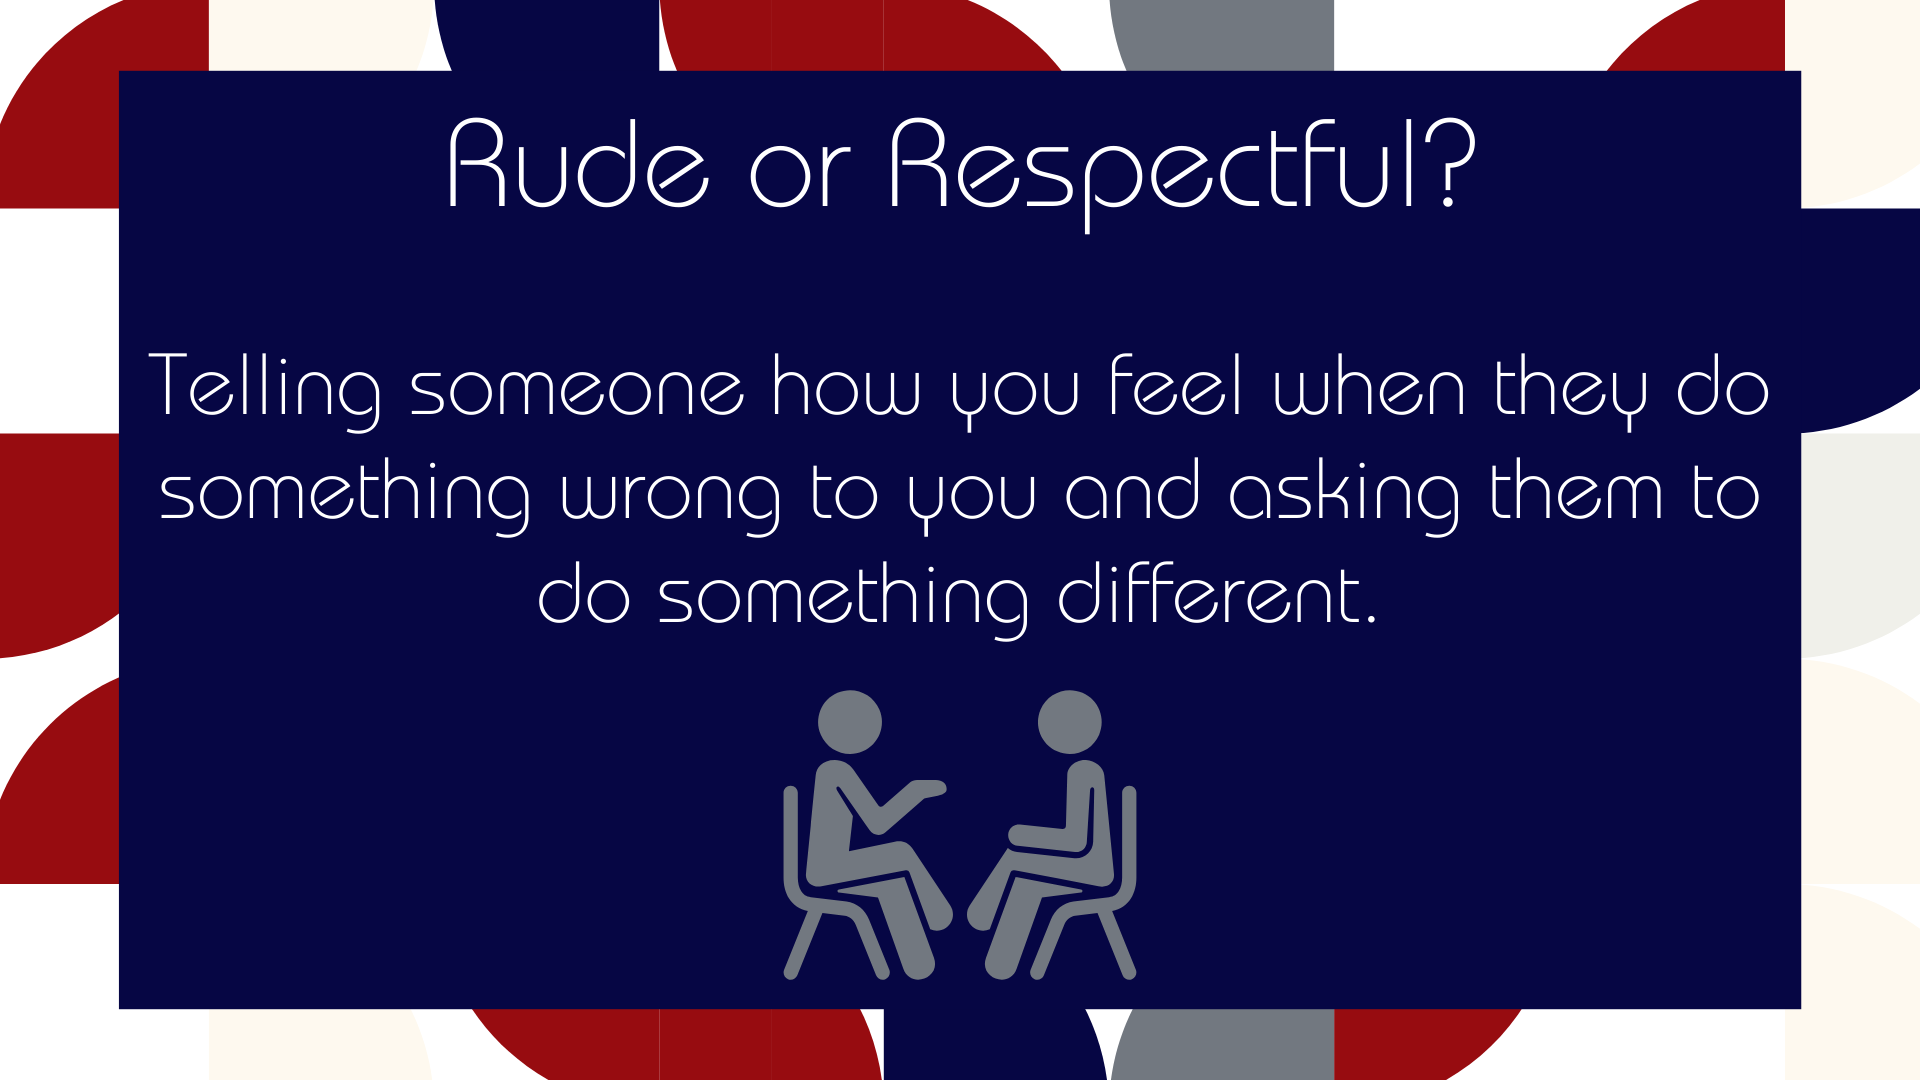 Rude or Respectful?
Telling someone how you feel when they do
something wrong to you and asking them to
do something different.